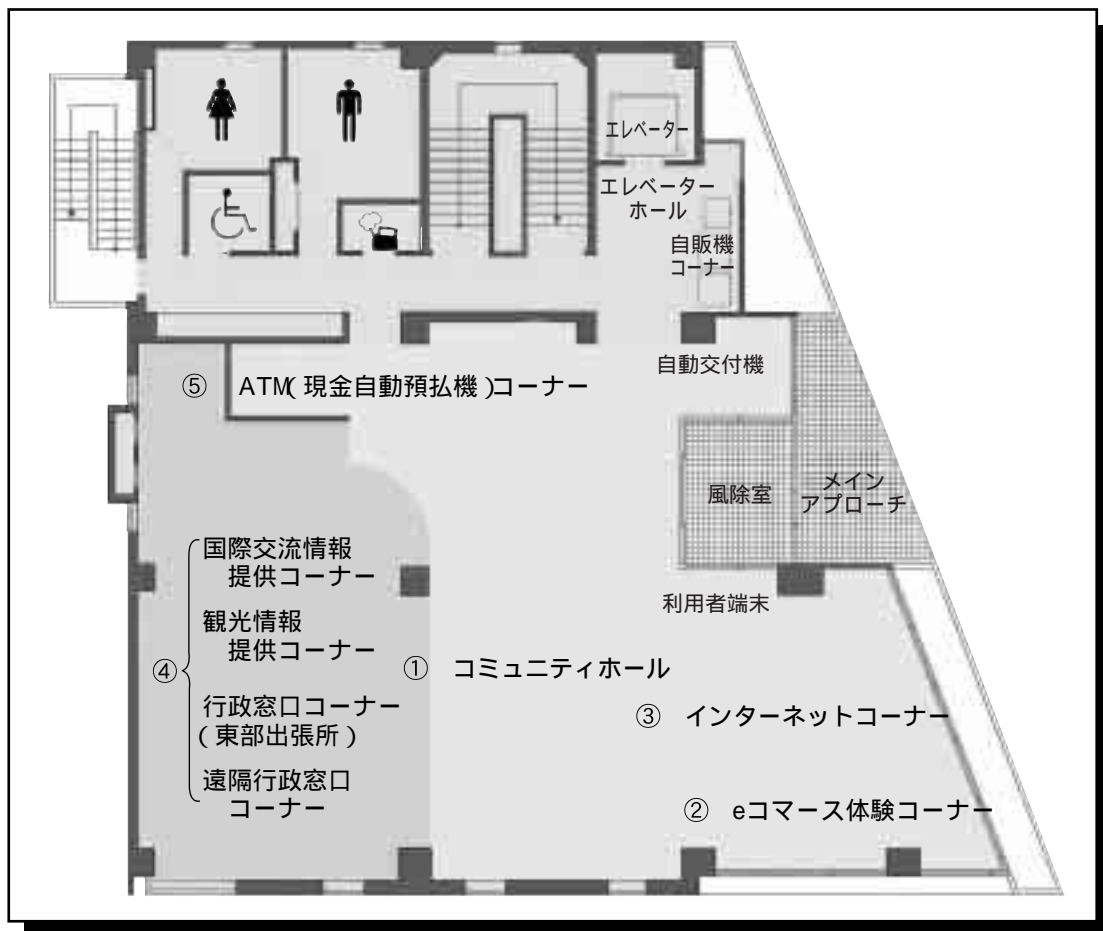 エレベーター
エレベーター
ホール
自販機
コーナー
自動交付機
⑤ ATM(現金自動預払機)コーナー
風除室
メイン
アプローチ
国際交流情報
提供コーナー
利用者端末
観光情報
提供コーナー
④
① コミュニティホール
行政窓口コーナー
(東部出張所)
③ インターネットコーナー
遠隔行政窓口
コーナー
② eコマース体験コーナー